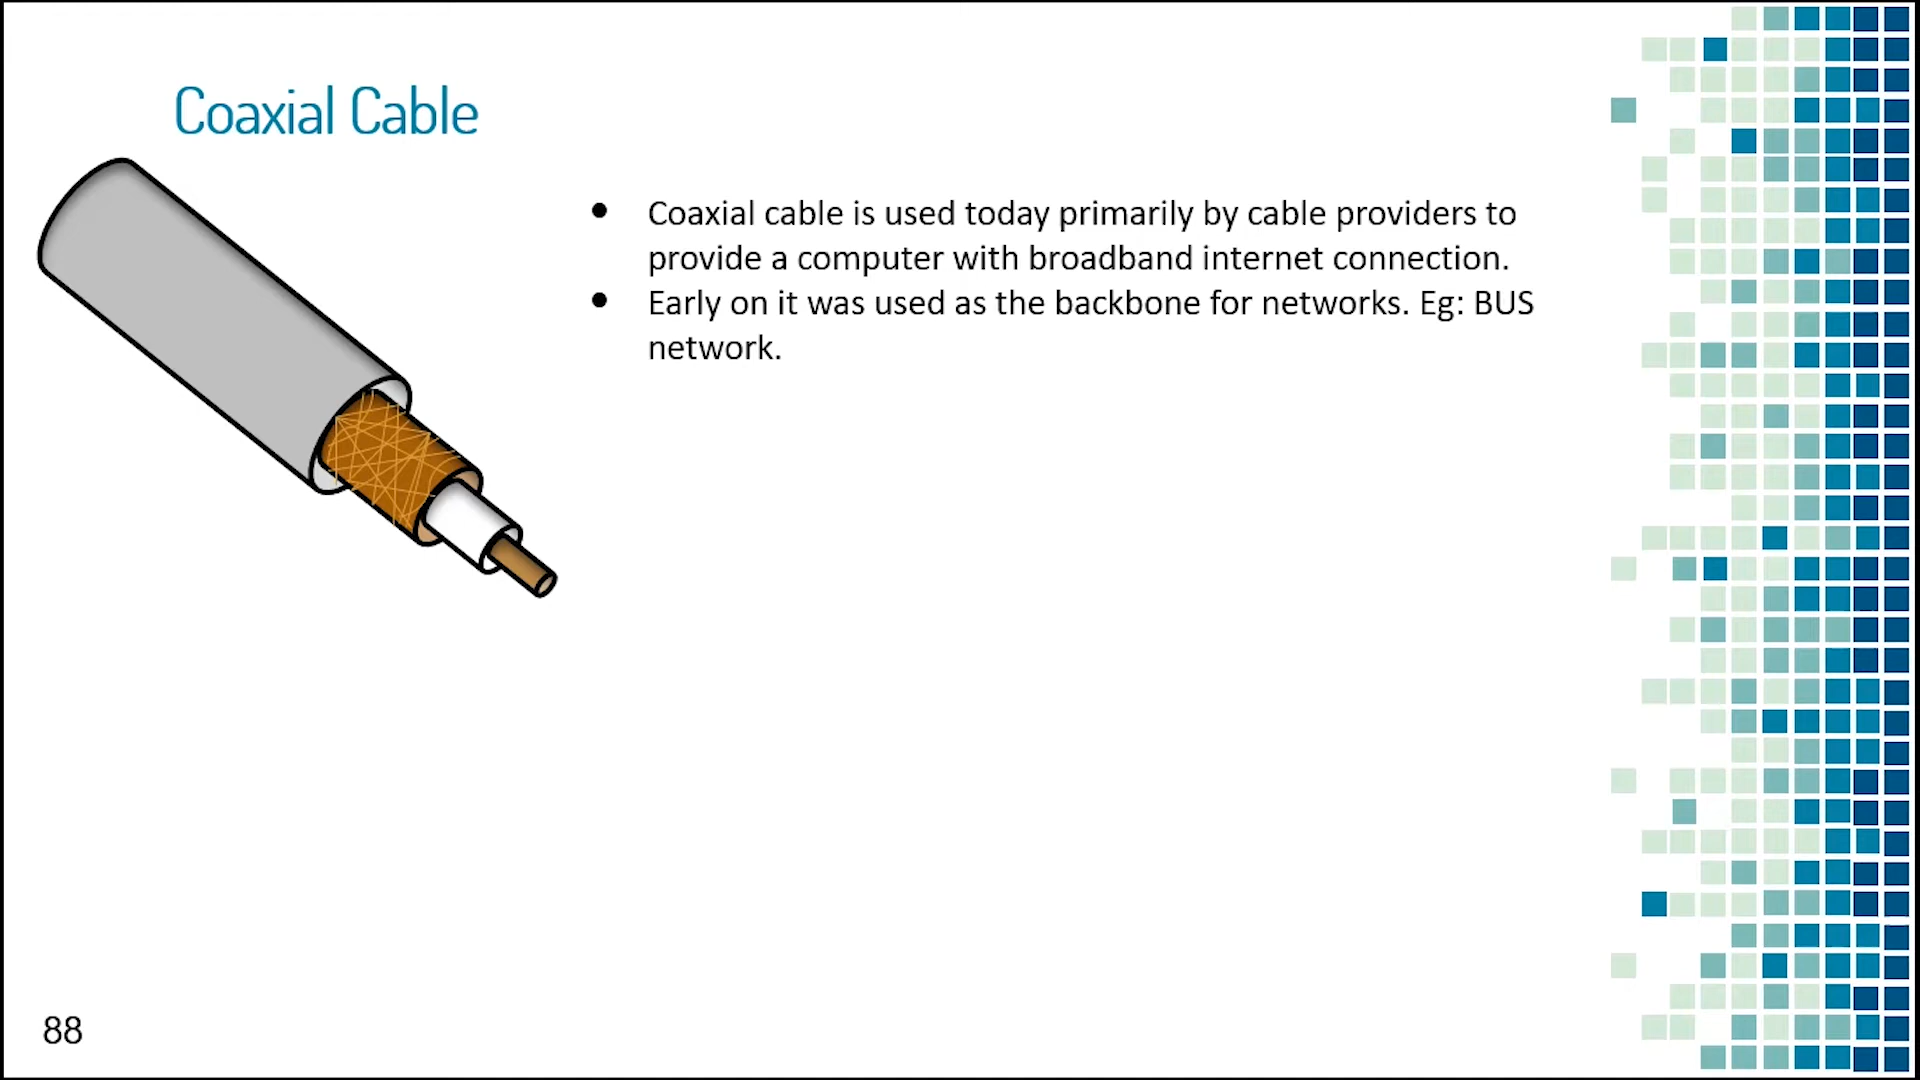 Coaxial Cable
● Coaxial cable is used today primarily by cable providers to
provide a computer with broadband internet connection.
● Early on it was used as the backbone for networks. Eg: BUS
network.
88